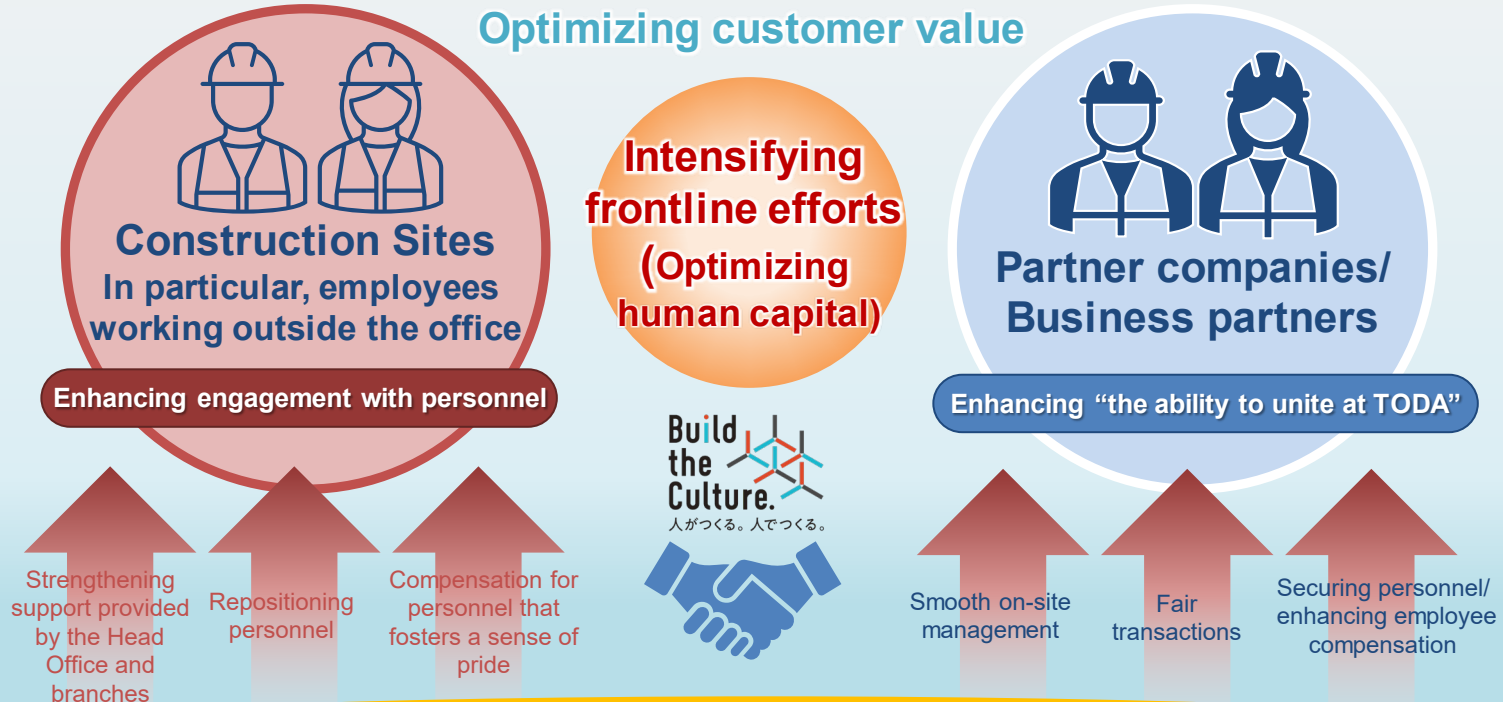 Optimizing customer value
Construction Sites
In particular, employees
working outside the office
Enhancing engagement with personnel
Strengthening
support provided
by the Head
Office and
branches
Repositioning
personnel
Compensation for
personnel that
fosters a sense of
pride
Intensifying
frontline efforts
(Optimizing
human capital)
Build
the
Culture.
人がつくる。人でつくる。
Partner companies/
Business partners
Enhancing “the ability to unite at TODA”
Smooth on-site
management
Fair
transactions
Securing personnel/
enhancing employee
compensation